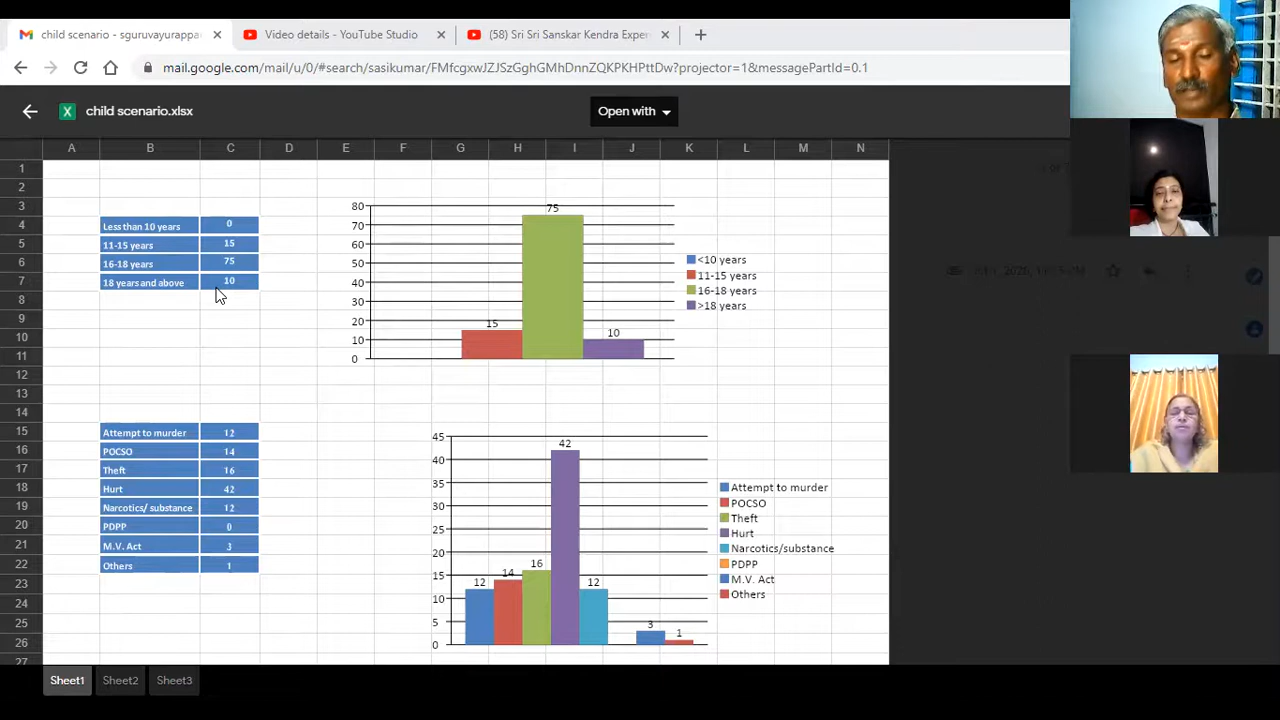 child scenario - sguruvayurappa
Video details - YouTube Studio
(58) Sri Sri Sanskar Kendra Exper
mail.google.com/mail/u/0/#search/sasikumar/FMfcgxwJZJSzGghGMhDnnZQKPKHPttDw?projector=1&messagePartId=0.1
child scenario.xlsx
Open with
A B C D E F G H I J K L M N
1
2
3
4 Less than 10 years 0
5 11-15 years 15
6 16-18 years 75
7 18 years and above 10
8
9
10
11
12
13
14
15 Attempt to murder 12
16 POCSO 14
17 Theft 16
18 Hurt 42
19 Narcotics/ substance 12
20 PDPP 0
21 M.V. Act 3
22 Others 1
23
24
25
26
27
80
70
60
50
40
30
20
10
0
15
75
10
<10 years
11-15 years
16-18 years
>18 years
45
40
35
30
25
20
15
10
5
0
12
14
16
42
12
3
1
Attempt to murder
POCSO
Theft
Hurt
Narcotics/substance
PDPP
M.V. Act
Others
Sheet1 Sheet2 Sheet3